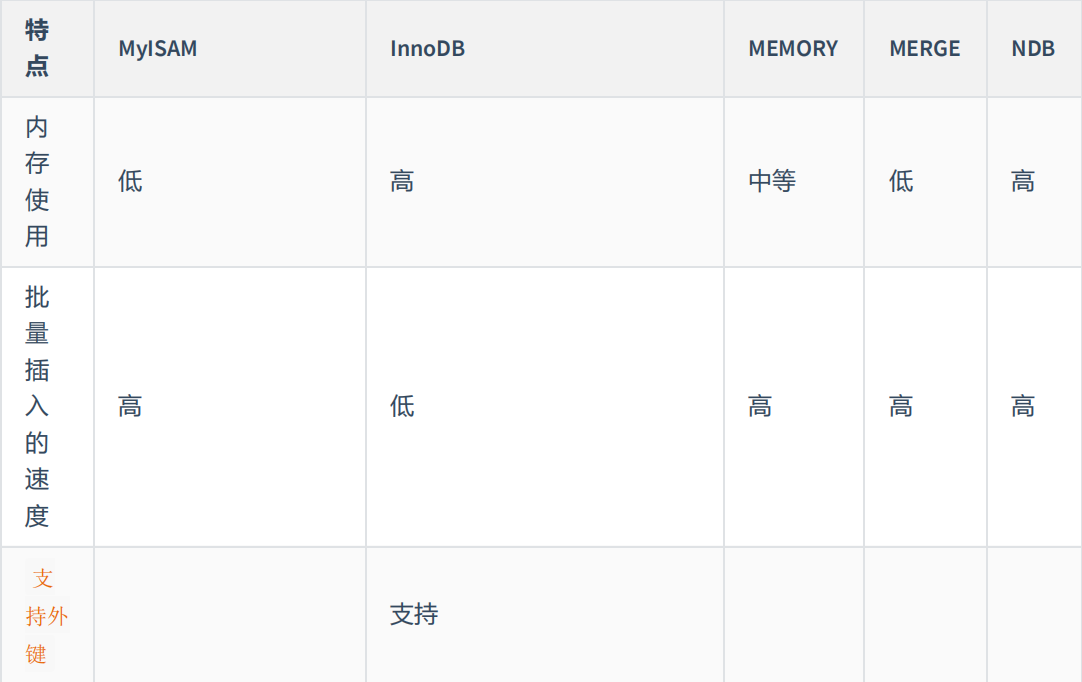 特
点
MyISAM
InnoDB
MEMORY
MERGE
NDB
内
存
使
用
低
高
中等
低
高
批
量
插
入
的
速
度
高
低
高
高
高
支
持外
键
支持